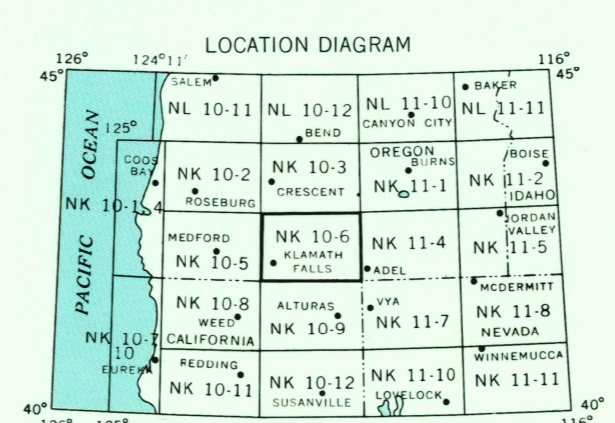 LOCATION DIAGRAM
126° 124°11' 116°
45° 45°
SALEM BAKER
NL 10-11 NL 10-12 NL 11-10 NL 11-11
CANYON CITY
125° BEND
PACIFIC OCEAN
COOS BAY OREGON BURNS BOISE
NK 10-1, 4 NK 10-2 NK 10-3 NK 11-1 NK 11-2
ROSEBURG CRESCENT IDAHO
MEDFORD NK 10-6 NK 11-4 JORDAN VALLEY
NK 10-5 KLAMATH FALLS ADEL NK 11-5
NK 10-8 ALTURAS VYA MCDERMITT
WEED NK 10-9 NK 11-7 NK 11-8
NK 10-7 CALIFORNIA NEVADA
10 WINNEMUCCA
EUREKA REDDING NK 10-12 NK 11-10 NK 11-11
NK 10-11 SUSANVILLE LOVELOCK
40° 40°
126° 125° 116°